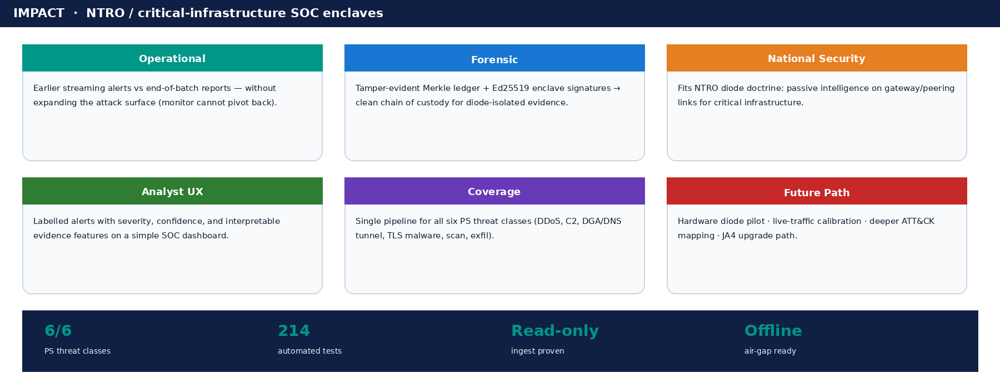 IMPACT · NTRO / critical-infrastructure SOC enclaves
Operational
Earlier streaming alerts vs end-of-batch reports — without
expanding the attack surface (monitor cannot pivot back).
Forensic
Tamper-evident Merkle ledger + Ed25519 enclave signatures →
clean chain of custody for diode-isolated evidence.
National Security
Fits NTRO diode doctrine: passive intelligence on gateway/peering
links for critical infrastructure.
Analyst UX
Labelled alerts with severity, confidence, and interpretable
evidence features on a simple SOC dashboard.
Coverage
Single pipeline for all six PS threat classes (DDoS, C2, DGA/DNS
tunnel, TLS malware, scan, exfil).
Future Path
Hardware diode pilot · live-traffic calibration · deeper ATT&CK
mapping · JA4 upgrade path.
6/6
PS threat classes
214
automated tests
Read-only
ingest proven
Offline
air-gap ready